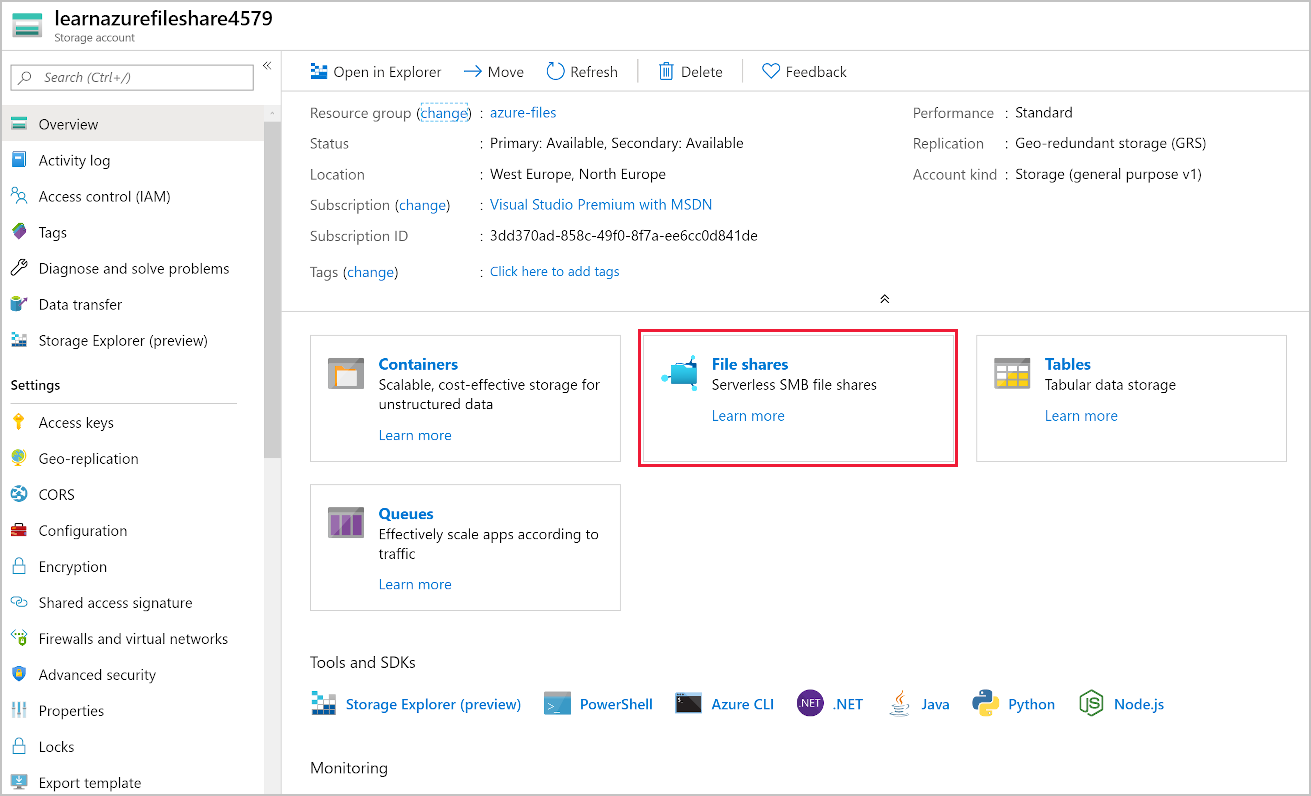 learnazurefileshare4579
Storage account
Search (Ctrl+/)
«
Overview
Activity log
Access control (IAM)
Tags
Diagnose and solve problems
Data transfer
Storage Explorer (preview)
Settings
Access keys
Geo-replication
CORS
Configuration
Encryption
Shared access signature
Firewalls and virtual networks
Advanced security
Properties
Locks
Export template
Open in Explorer Move Refresh Delete Feedback
Resource group (change) : azure-files
Status : Primary: Available, Secondary: Available
Location : West Europe, North Europe
Subscription (change) : Visual Studio Premium with MSDN
Subscription ID : 3dd370ad-858c-49f0-8f7a-ee6cc0d841de
Tags (change) : Click here to add tags
Performance : Standard
Replication : Geo-redundant storage (GRS)
Account kind : Storage (general purpose v1)
Containers
Scalable, cost-effective storage for
unstructured data
Learn more
File shares
Serverless SMB file shares
Learn more
Tables
Tabular data storage
Learn more
Queues
Effectively scale apps according to
traffic
Learn more
Tools and SDKs
Storage Explorer (preview) PowerShell Azure CLI .NET .NET Java Python JS Node.js
Monitoring